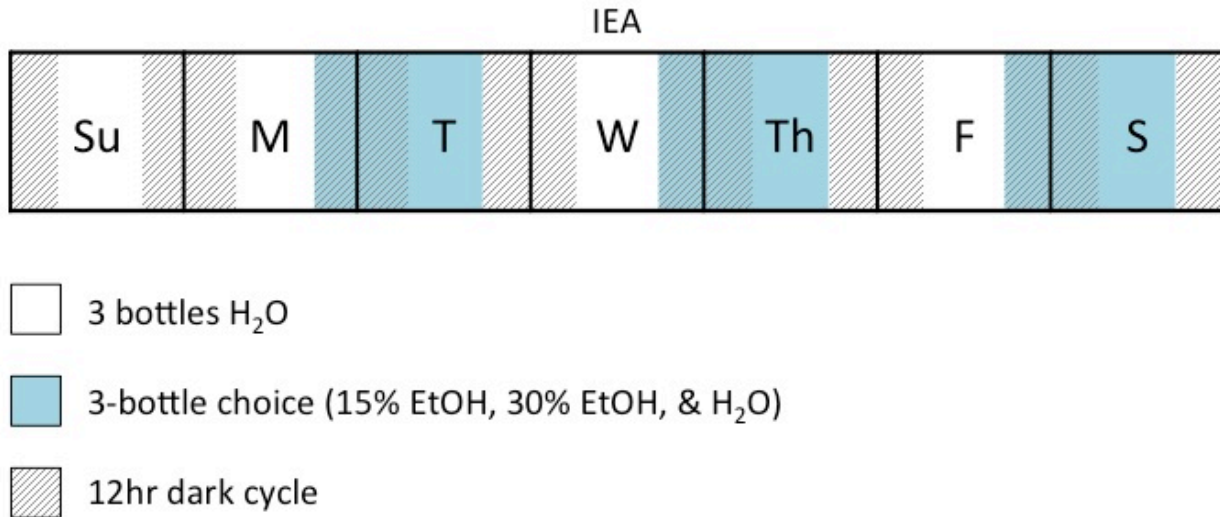 IEA
Su M T W Th F S
3 bottles H₂O
3-bottle choice (15% EtOH, 30% EtOH, & H₂O)
12hr dark cycle